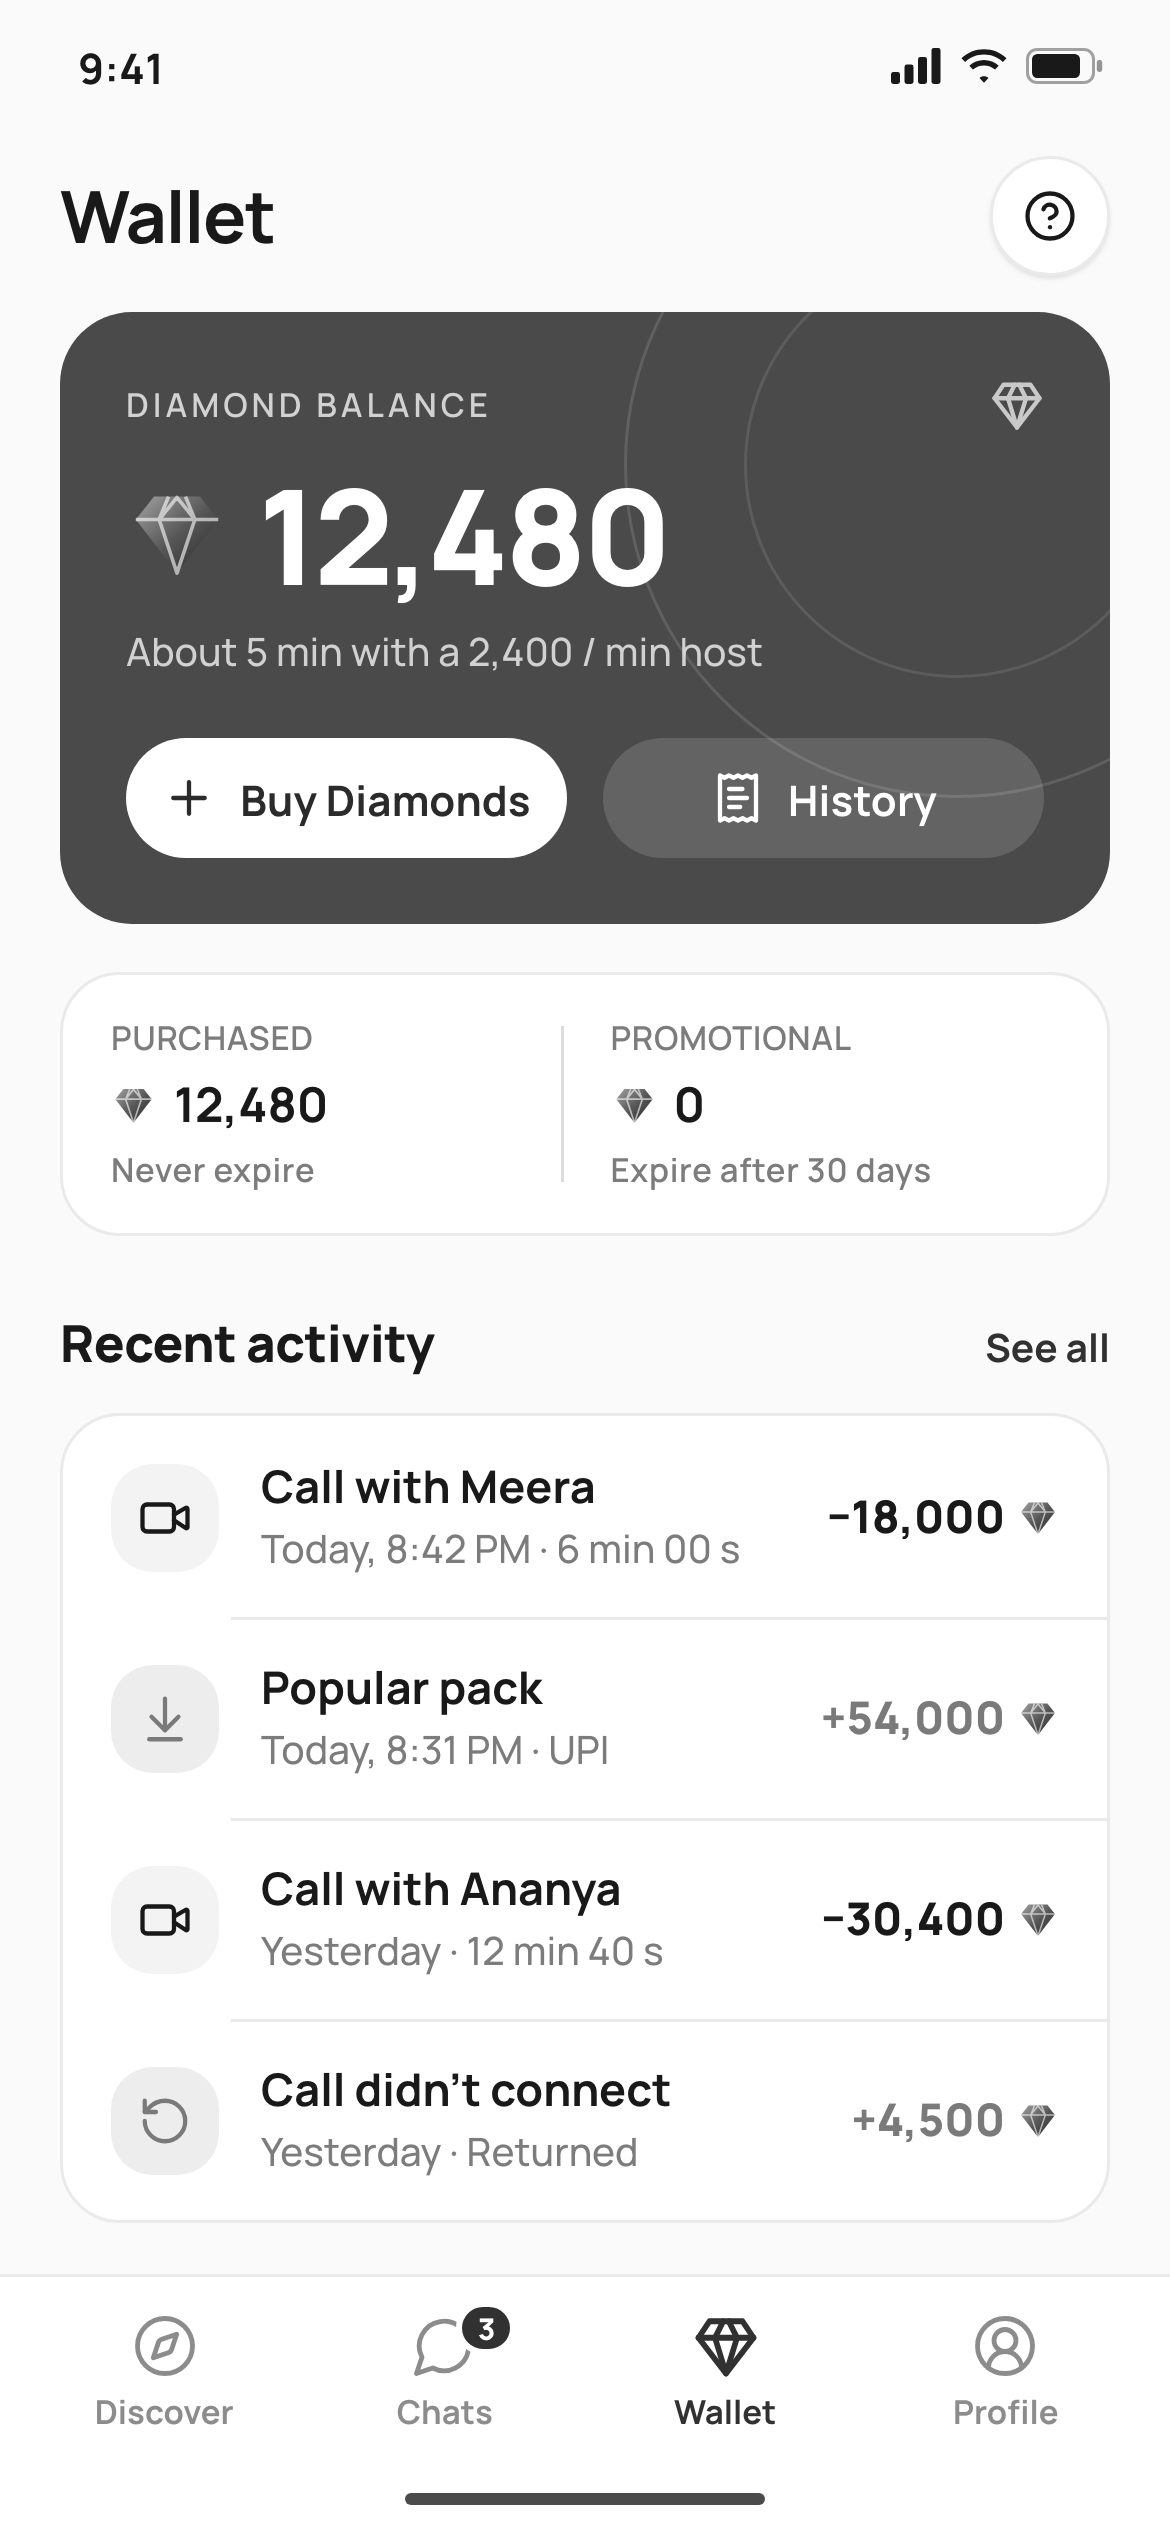 9:41
Wallet
DIAMOND BALANCE
12,480
About 5 min with a 2,400 / min host
Buy Diamonds
History
PURCHASED
12,480
Never expire
PROMOTIONAL
0
Expire after 30 days
Recent activity
See all
Call with Meera
Today, 8:42 PM · 6 min 00 s
−18,000
Popular pack
Today, 8:31 PM · UPI
+54,000
Call with Ananya
Yesterday · 12 min 40 s
−30,400
Call didn’t connect
Yesterday · Returned
+4,500
3
Discover
Chats
Wallet
Profile